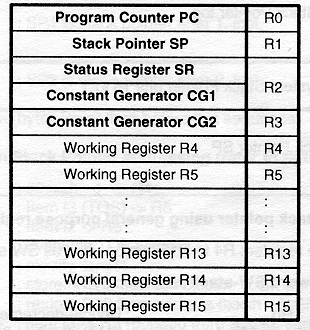 Program Counter PC R0
Stack Pointer SP R1
Status Register SR
R2
Constant Generator CG1
Constant Generator CG2 R3
Working Register R4 R4
Working Register R5 R5
: :
: :
Working Register R13 R13
Working Register R14 R14
Working Register R15 R15